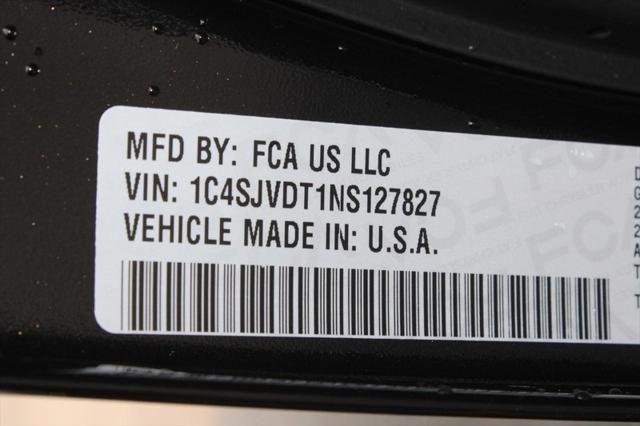 MFD BY: FCA US LLC
VIN: 1C4SJVDT1NS127827
VEHICLE MADE IN: U.S.A.